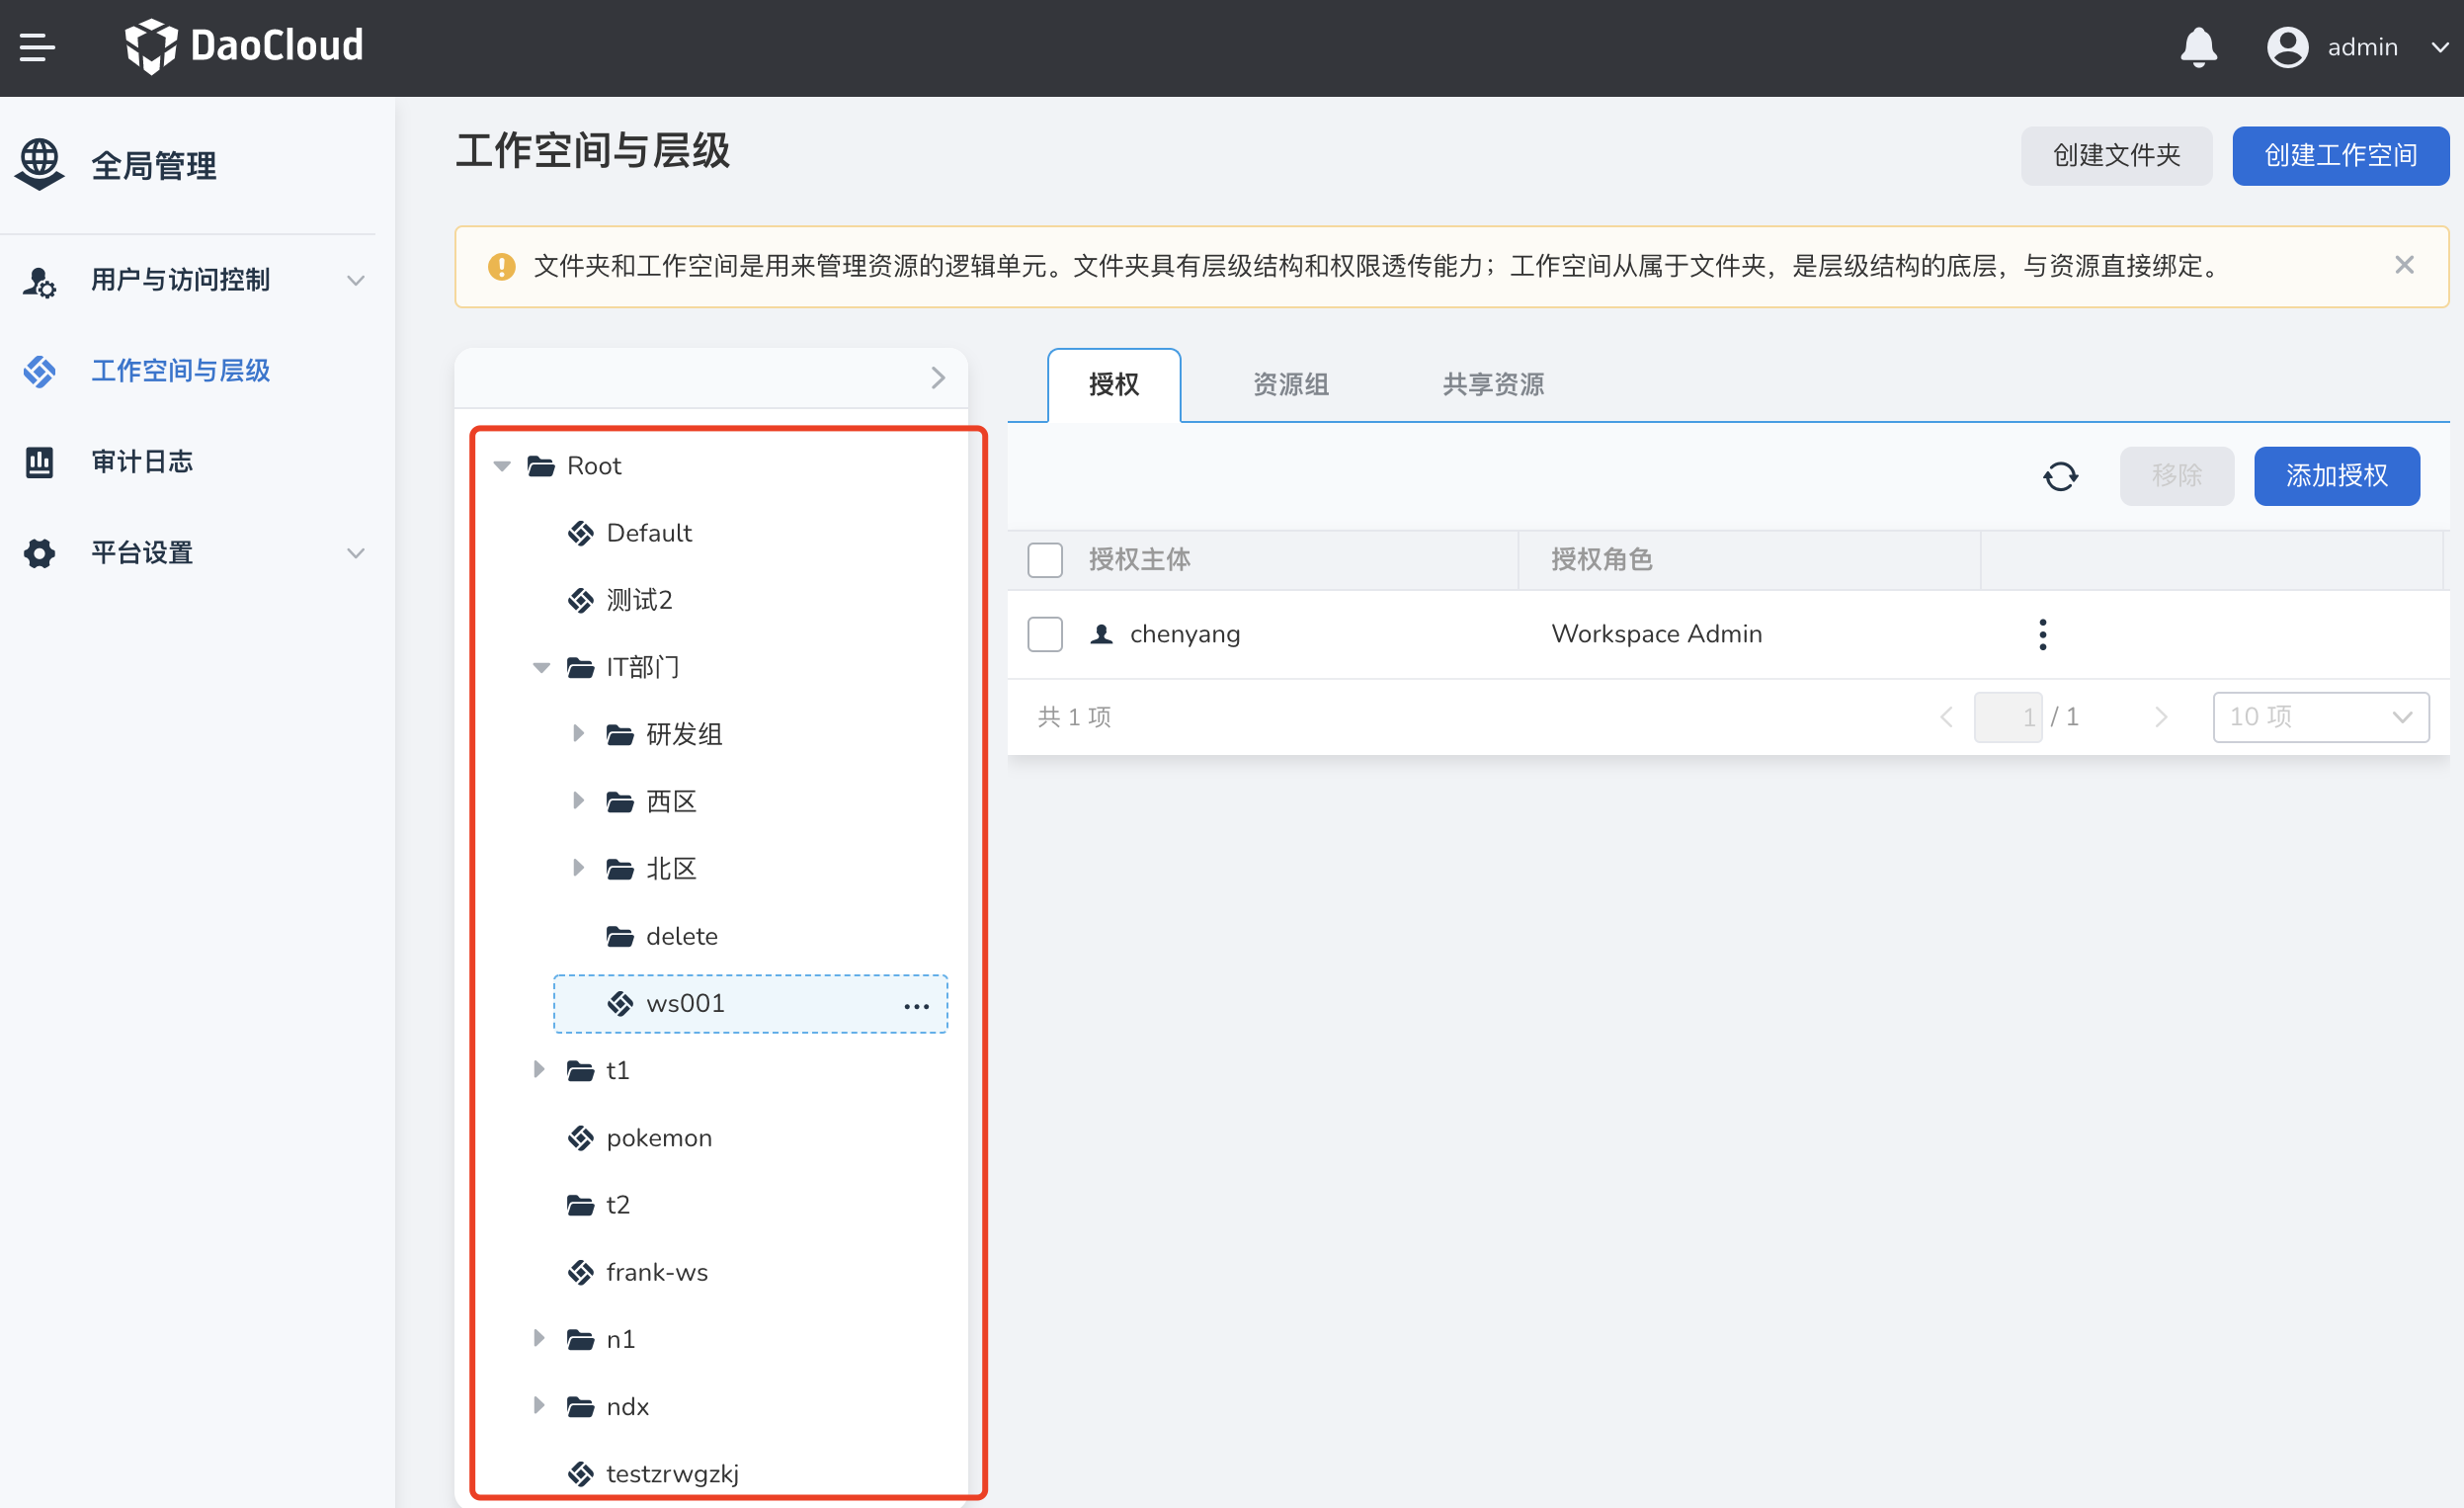 DaoCloud
admin
全局管理
用户与访问控制
工作空间与层级
审计日志
平台设置
工作空间与层级
创建文件夹
创建工作空间
文件夹和工作空间是用来管理资源的逻辑单元。文件夹具有层级结构和权限透传能力；工作空间从属于文件夹，是层级结构的底层，与资源直接绑定。
Root
Default
测试2
IT部门
研发组
西区
北区
delete
ws001
t1
pokemon
t2
frank-ws
n1
ndx
testzrwgzkj
授权
资源组
共享资源
移除
添加授权
授权主体
授权角色
chenyang
Workspace Admin
共 1 项
1 / 1
10 项